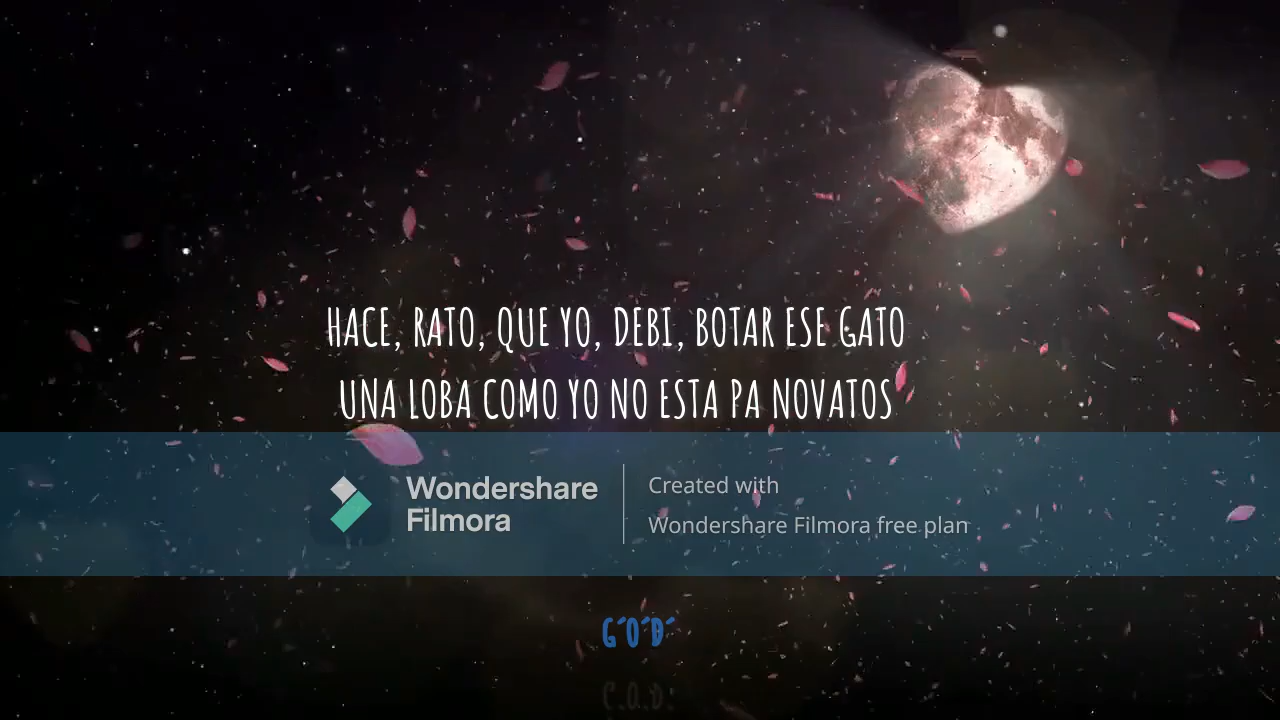 HACE, RATO, QUE YO, DEBI, BOTAR ESE GATO
UNA LOBA COMO YO NO ESTA PA NOVATOS
Wondershare
Filmora
Created with
Wondershare Filmora free plan
G´O´D´